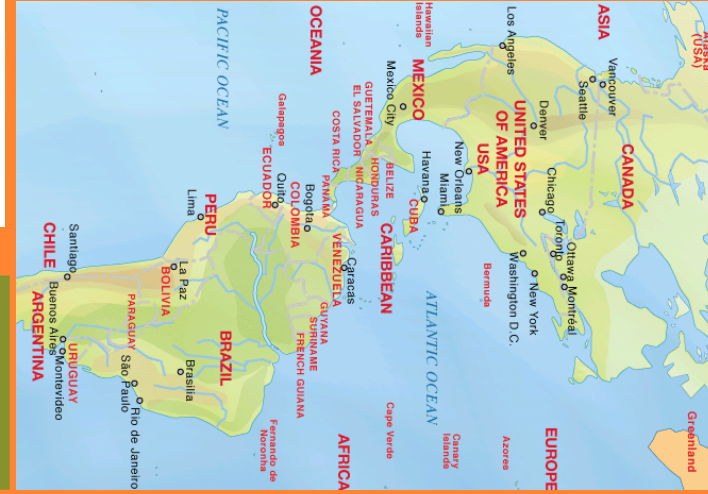 Alaska
(USA)
Greenland
ASIA
CANADA
Vancouver
Seattle
Ottawa
Montréal
Toronto
Chicago
EUROPE
Hawaiian
Islands
Los Angeles
Denver
UNITED STATES
OF AMERICA
USA
New York
Washington D.C.
Azores
MEXICO
Mexico City
New Orleans
Miami
Havana
Bermuda
Canary
Islands
OCEANIA
GUETEMALA
EL SALVADOR
BELIZE
HONDURAS
NICARAGUA
COSTA RICA
PANAMA
CUBA
CARIBBEAN
ATLANTIC OCEAN
Cape Verde
PACIFIC OCEAN
Galapagos
ECUADOR
Quito
Bogota
COLOMBIA
VENEZUELA
Caracas
GUYANA
SURINAME
FRENCH GUIANA
AFRICA
Fernando de
Noronha
PERU
Lima
BRAZIL
La Paz
BOLIVIA
Brasilia
PARAGUAY
São Paulo
Rio de Janeiro
CHILE
Santiago
ARGENTINA
Buenos Aires
URUGUAY
Montevideo